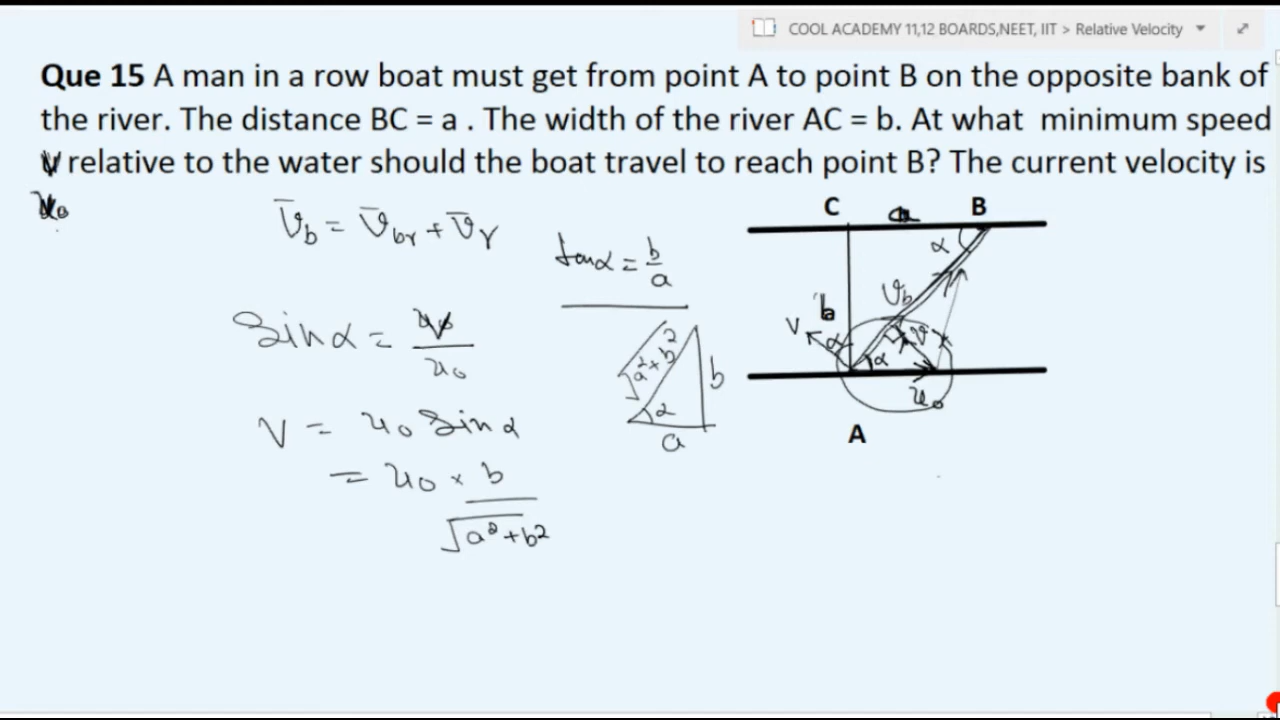 COOL ACADEMY 11,12 BOARDS,NEET, IIT > Relative Velocity
Que 15 A man in a row boat must get from point A to point B on the opposite bank of
the river. The distance BC = a . The width of the river AC = b. At what minimum speed
V relative to the water should the boat travel to reach point B? The current velocity is
u₀
V̄b = V̄br + V̄r
tanα = b/a
Sinα = V/u₀
V = u₀ Sinα
= u₀ × b/√a²+b²
√a²+b²
b
α
a
C
a
B
α
b
Vb
V
α
α
V
u₀
A